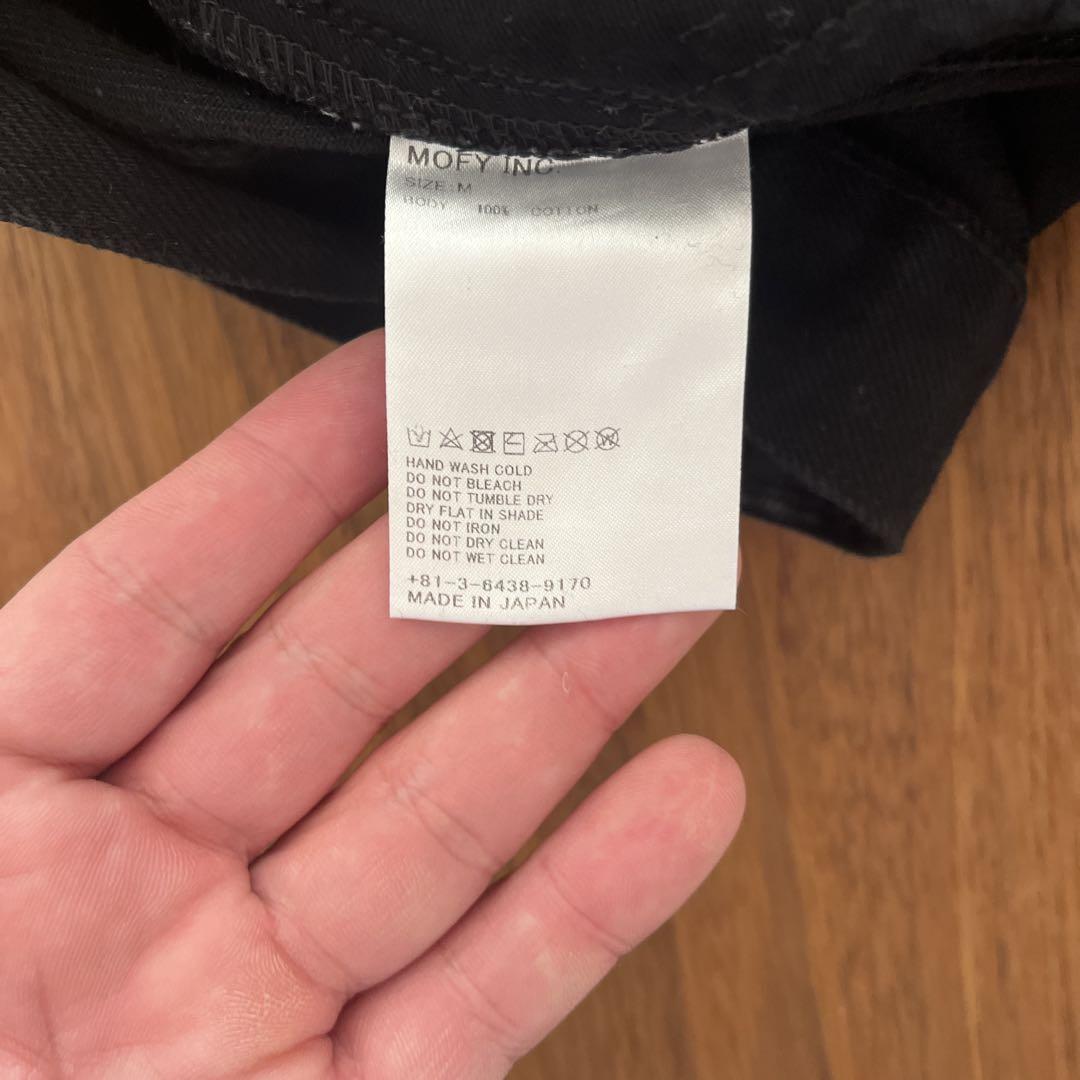 MOFY INC.
SIZE:M
BODY 100% COTTON
W
HAND WASH COLD
DO NOT BLEACH
DO NOT TUMBLE DRY
DRY FLAT IN SHADE
DO NOT IRON
DO NOT DRY CLEAN
DO NOT WET CLEAN
+81-3-6438-9170
MADE IN JAPAN